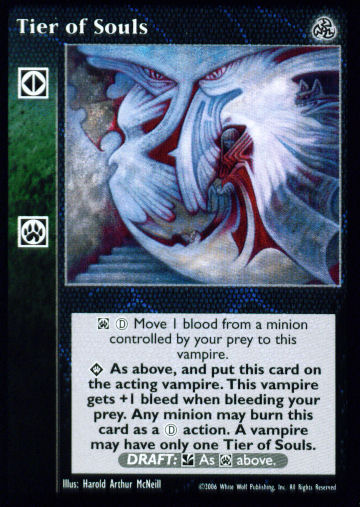 Tier of Souls
Ⓓ Move 1 blood from a minion
controlled by your prey to this
vampire.
As above, and put this card on
the acting vampire. This vampire
gets +1 bleed when bleeding your
prey. Any minion may burn this
card as a Ⓓ action. A vampire
may have only one Tier of Souls.
DRAFT: As above.
Illus: Harold Arthur McNeill ©2006 White Wolf Publishing, Inc. All Rights Reserved